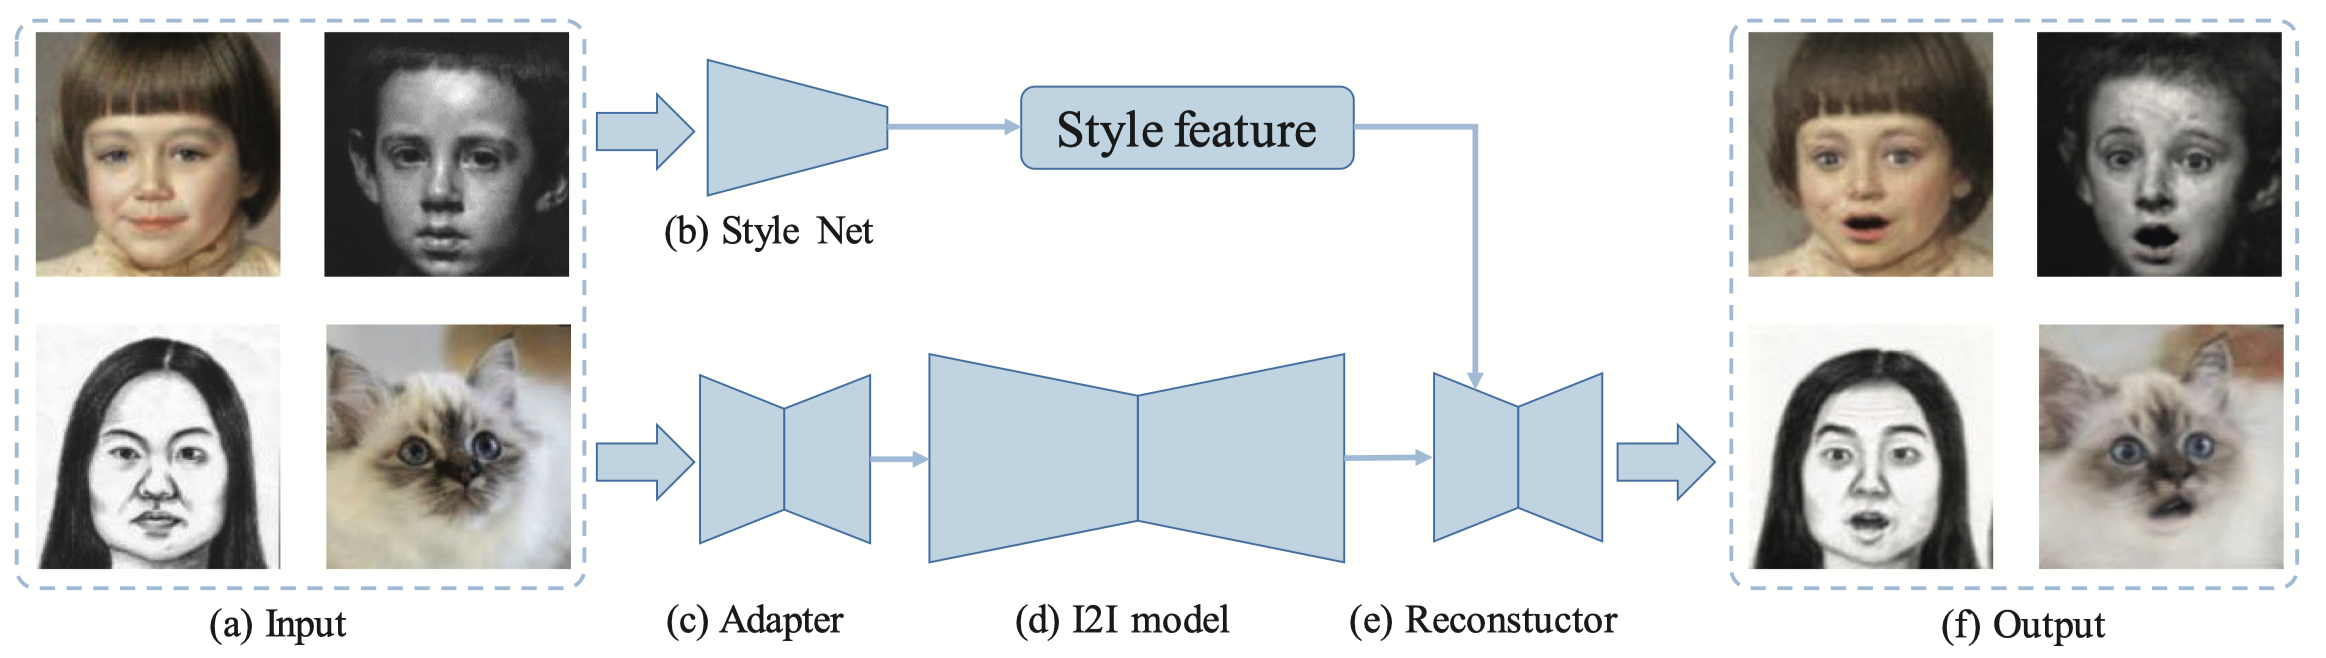 Style feature
(b) Style Net
(a) Input
(c) Adapter
(d) I2I model
(e) Reconstuctor
(f) Output